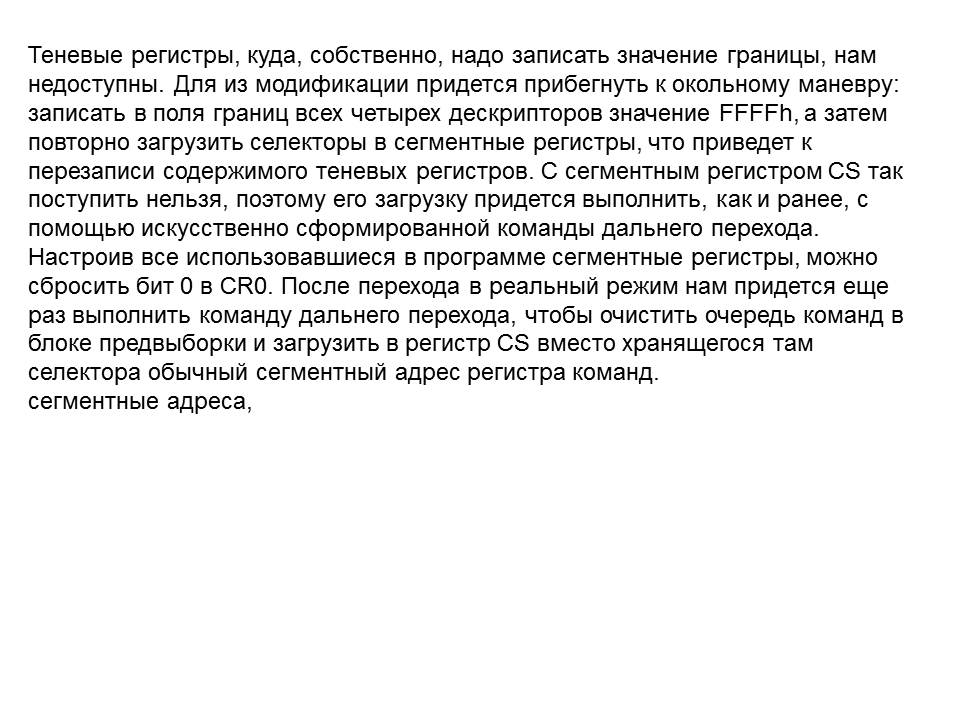 Теневые регистры, куда, собственно, надо записать значение границы, нам
недоступны. Для из модификации придется прибегнуть к окольному маневру:
записать в поля границ всех четырех дескрипторов значение FFFFh, а затем
повторно загрузить селекторы в сегментные регистры, что приведет к
перезаписи содержимого теневых регистров. С сегментным регистром CS так
поступить нельзя, поэтому его загрузку придется выполнить, как и ранее, с
помощью искусственно сформированной команды дальнего перехода.
Настроив все использовавшиеся в программе сегментные регистры, можно
сбросить бит 0 в CR0. После перехода в реальный режим нам придется еще
раз выполнить команду дальнего перехода, чтобы очистить очередь команд в
блоке предвыборки и загрузить в регистр CS вместо хранящегося там
селектора обычный сегментный адрес регистра команд.
сегментные адреса,